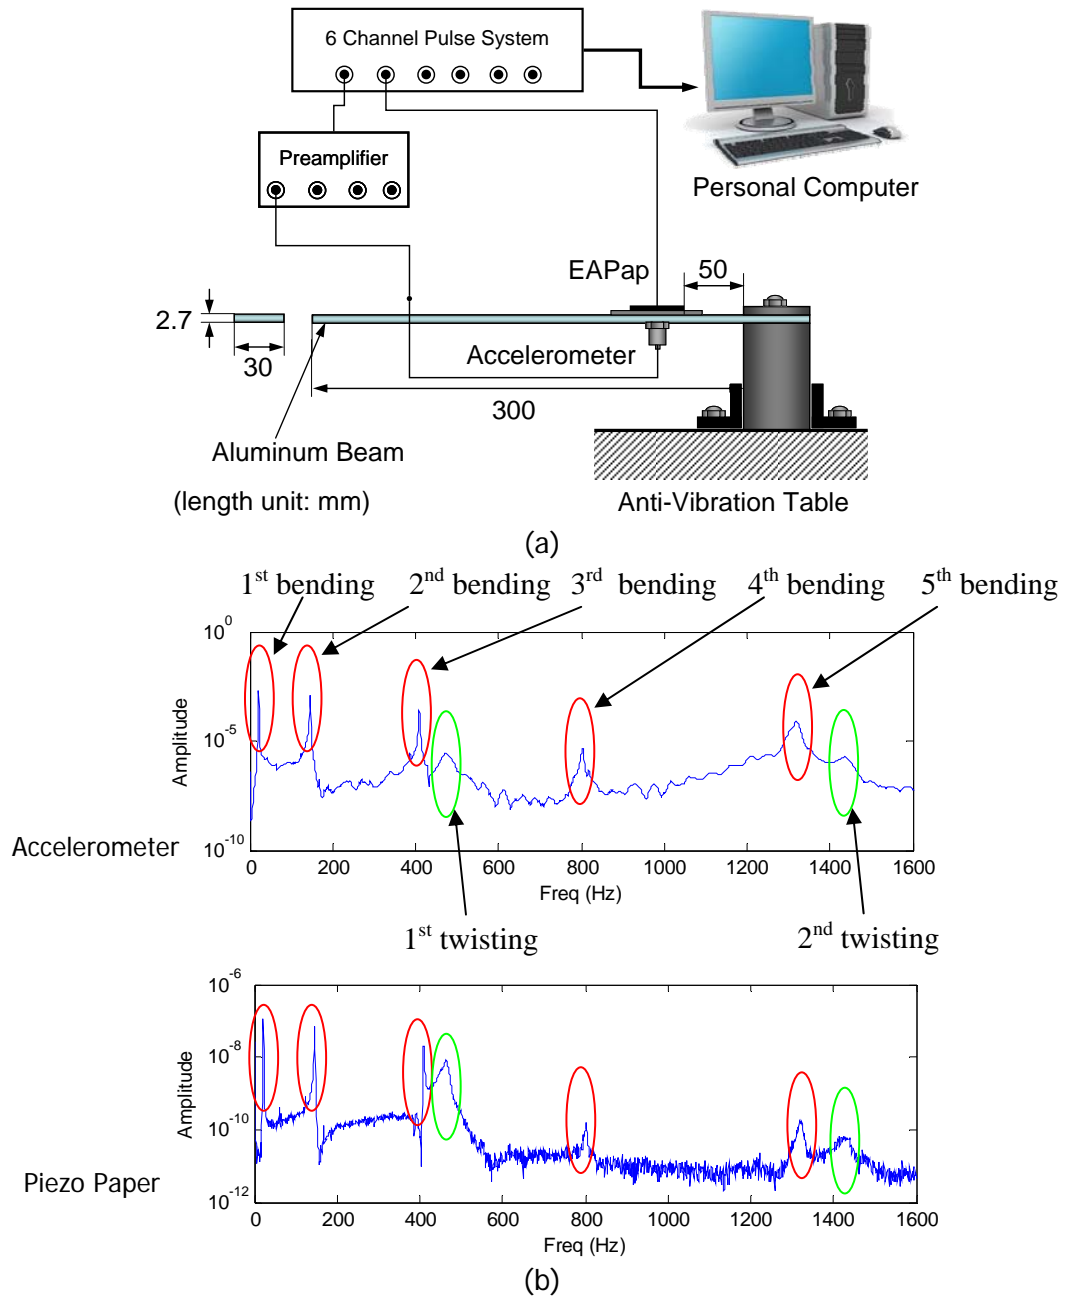 6 Channel Pulse System
Preamplifier
Personal Computer
EAPap
50
2.7
30
Accelerometer
300
Aluminum Beam
(length unit: mm)
Anti-Vibration Table
(a)
1st bending
2nd bending
3rd bending
4th bending
5th bending
10^0
10^-5
10^-10
Amplitude
Accelerometer
0 200 400 600 800 1000 1200 1400 1600
Freq (Hz)
1st twisting
2nd twisting
10^-6
10^-8
10^-10
10^-12
Amplitude
Piezo Paper
0 200 400 600 800 1000 1200 1400 1600
Freq (Hz)
(b)